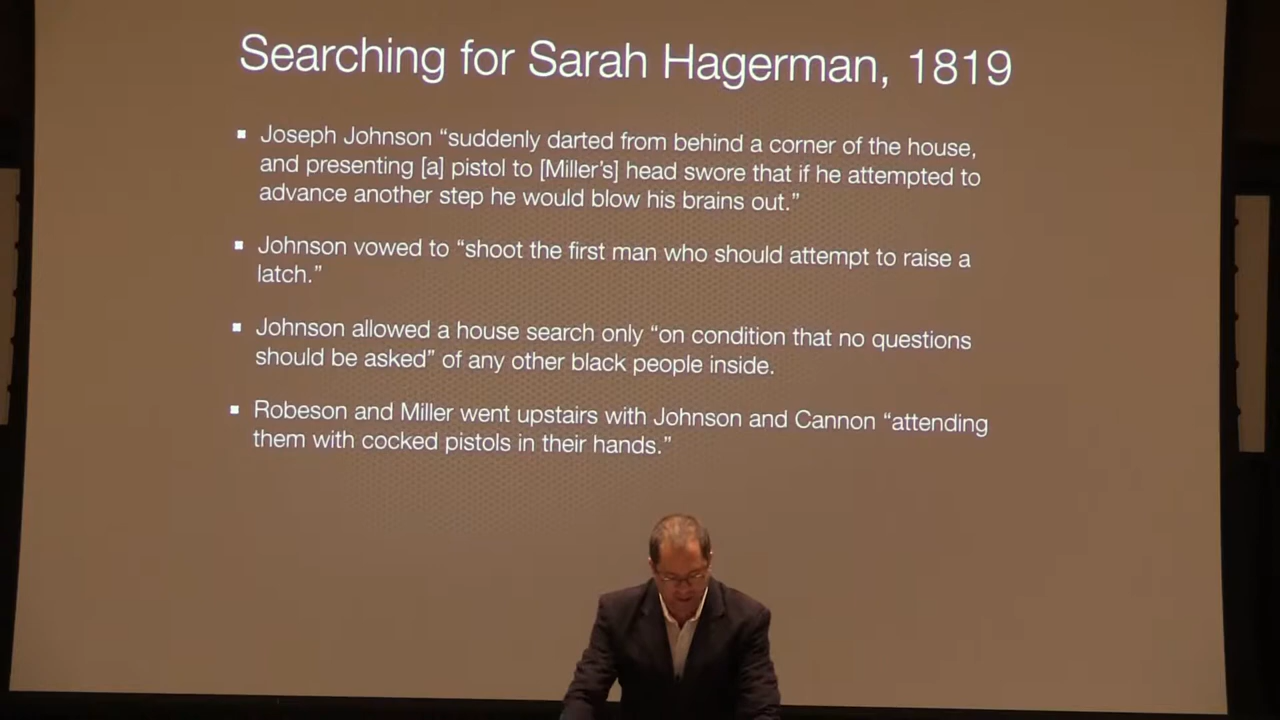 Searching for Sarah Hagerman, 1819
▪ Joseph Johnson “suddenly darted from behind a corner of the house,
and presenting [a] pistol to [Miller’s] head swore that if he attempted to
advance another step he would blow his brains out.”
▪ Johnson vowed to “shoot the first man who should attempt to raise a
latch.”
▪ Johnson allowed a house search only “on condition that no questions
should be asked” of any other black people inside.
▪ Robeson and Miller went upstairs with Johnson and Cannon “attending
them with cocked pistols in their hands.”